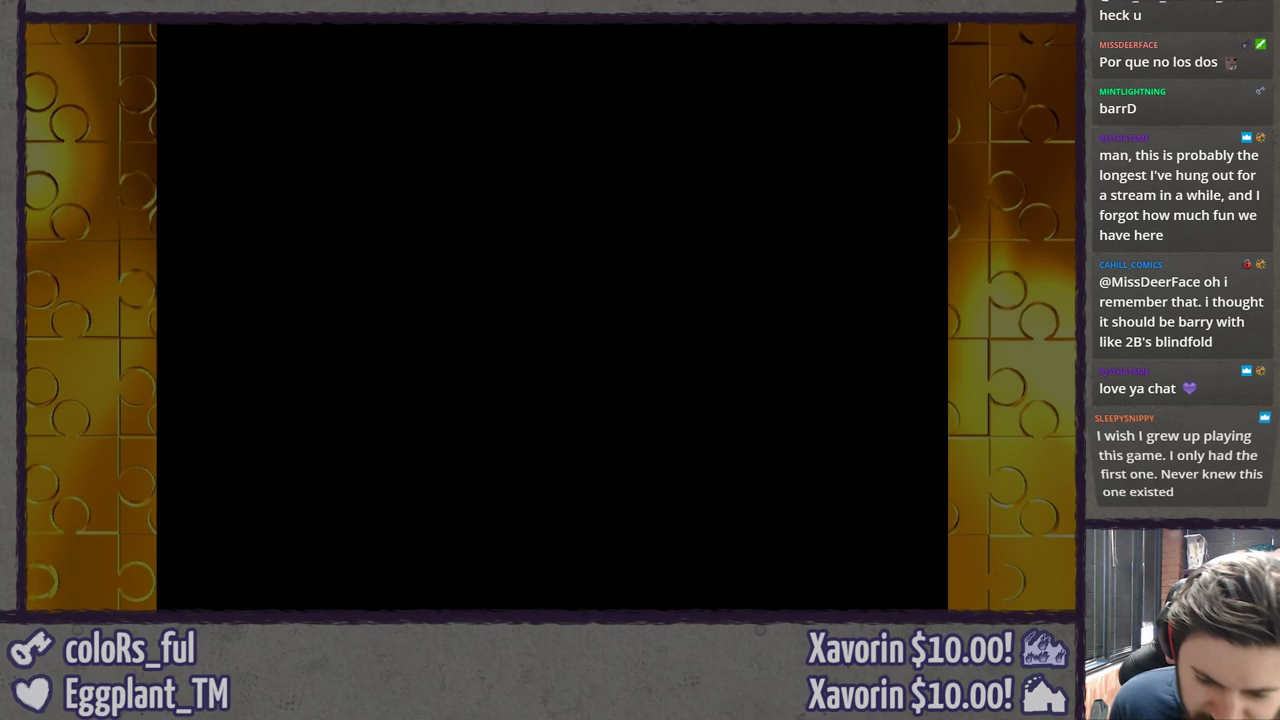 heck u
MISSDEERFACE
Por que no los dos
MINTLIGHTNING
barrD
man, this is probably the
longest I've hung out for
a stream in a while, and I
forgot how much fun we
have here
CAHILL_COMICS
@MissDeerFace oh i
remember that. i thought
it should be barry with
like 2B's blindfold
love ya chat 💜
SLEEPYSNIPPY
I wish I grew up playing
this game. I only had the
first one. Never knew this
one existed
coloRs_ful
Eggplant_TM
Xavorin $10.00!
Xavorin $10.00!